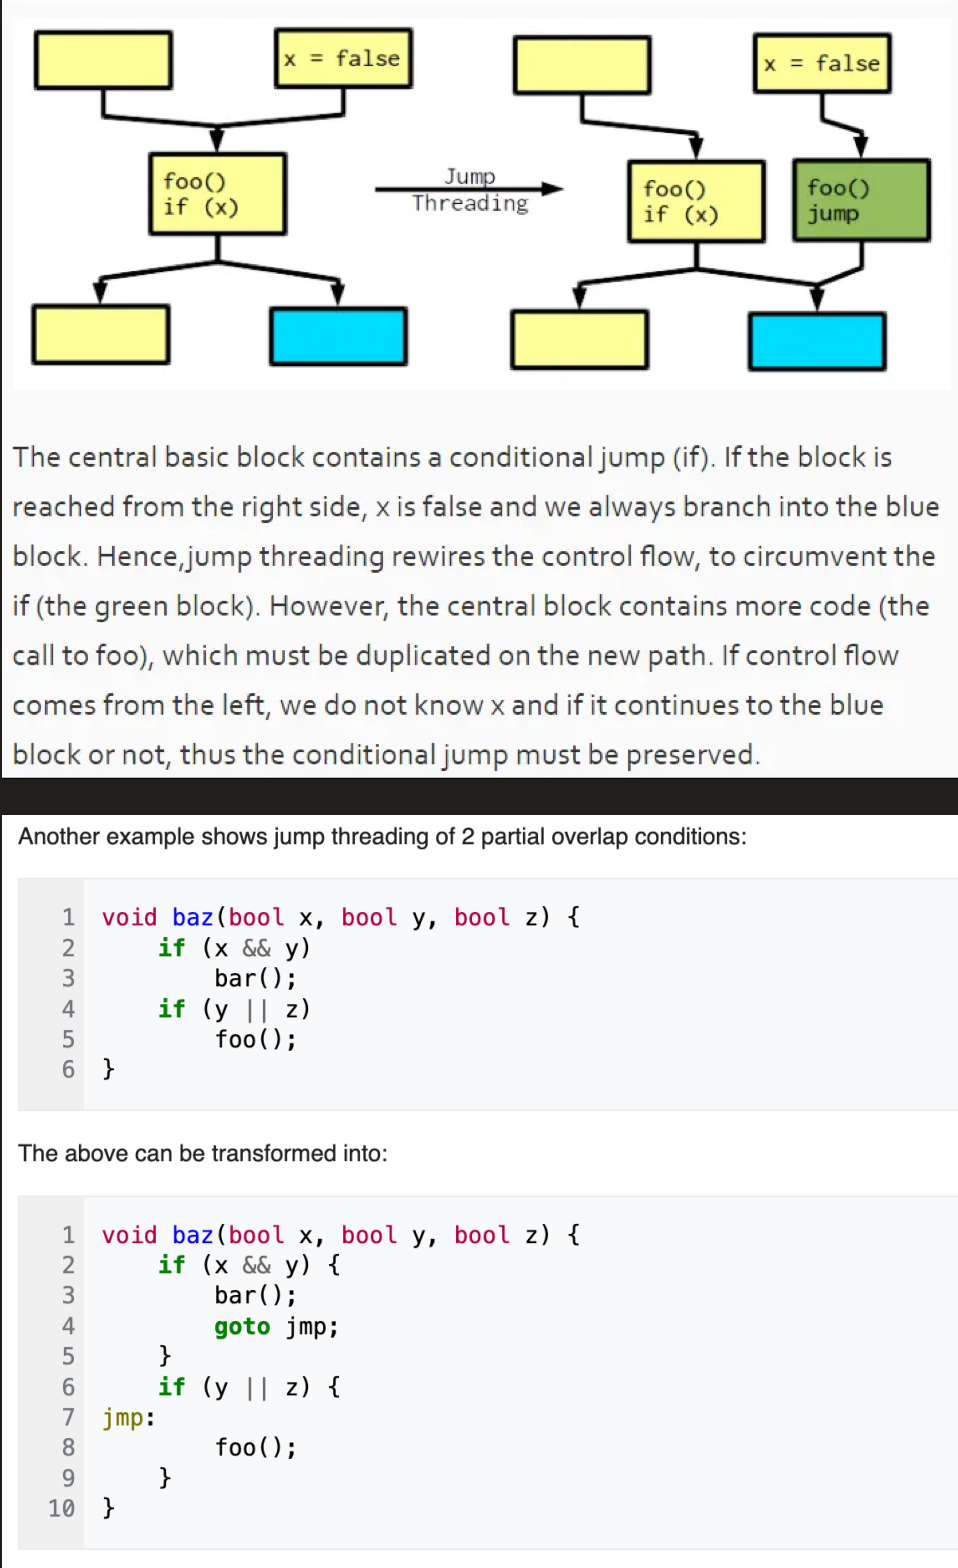 x = false
x = false
foo()
if (x)
Jump
Threading
foo()
if (x)
foo()
jump
The central basic block contains a conditional jump (if). If the block is
reached from the right side, x is false and we always branch into the blue
block. Hence,jump threading rewires the control flow, to circumvent the
if (the green block). However, the central block contains more code (the
call to foo), which must be duplicated on the new path. If control flow
comes from the left, we do not know x and if it continues to the blue
block or not, thus the conditional jump must be preserved.
Another example shows jump threading of 2 partial overlap conditions:
1 void baz(bool x, bool y, bool z) {
2     if (x && y)
3         bar();
4     if (y || z)
5         foo();
6 }
The above can be transformed into:
1 void baz(bool x, bool y, bool z) {
2     if (x && y) {
3         bar();
4         goto jmp;
5     }
6     if (y || z) {
7 jmp:
8         foo();
9     }
10 }